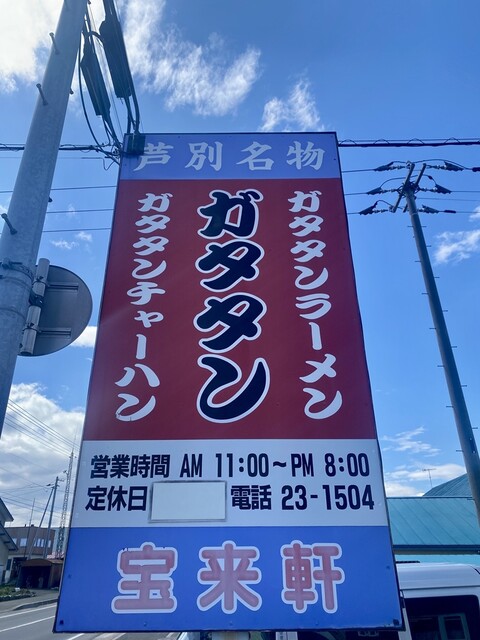 芦別名物
ガタタンラーメン
ガタタン
ガタタンチャーハン
営業時間 AM 11:00~PM 8:00
定休日 電話 23-1504
宝来軒